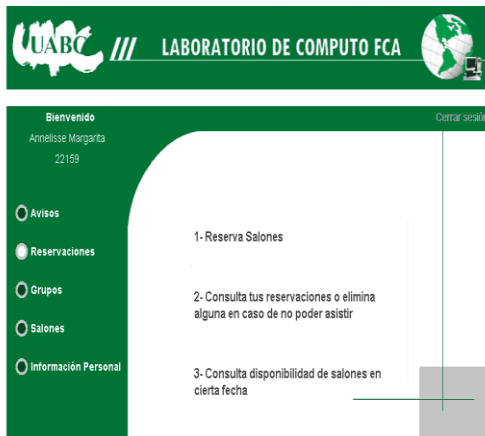 UABC /// LABORATORIO DE COMPUTO FCA
Bienvenido
Cerrar sesión
Annelisse Margarita
22159
Avisos
Reservaciones
Grupos
Salones
Información Personal
1- Reserva Salones
2- Consulta tus reservaciones o elimina
alguna en caso de no poder asistir
3- Consulta disponibilidad de salones en
cierta fecha